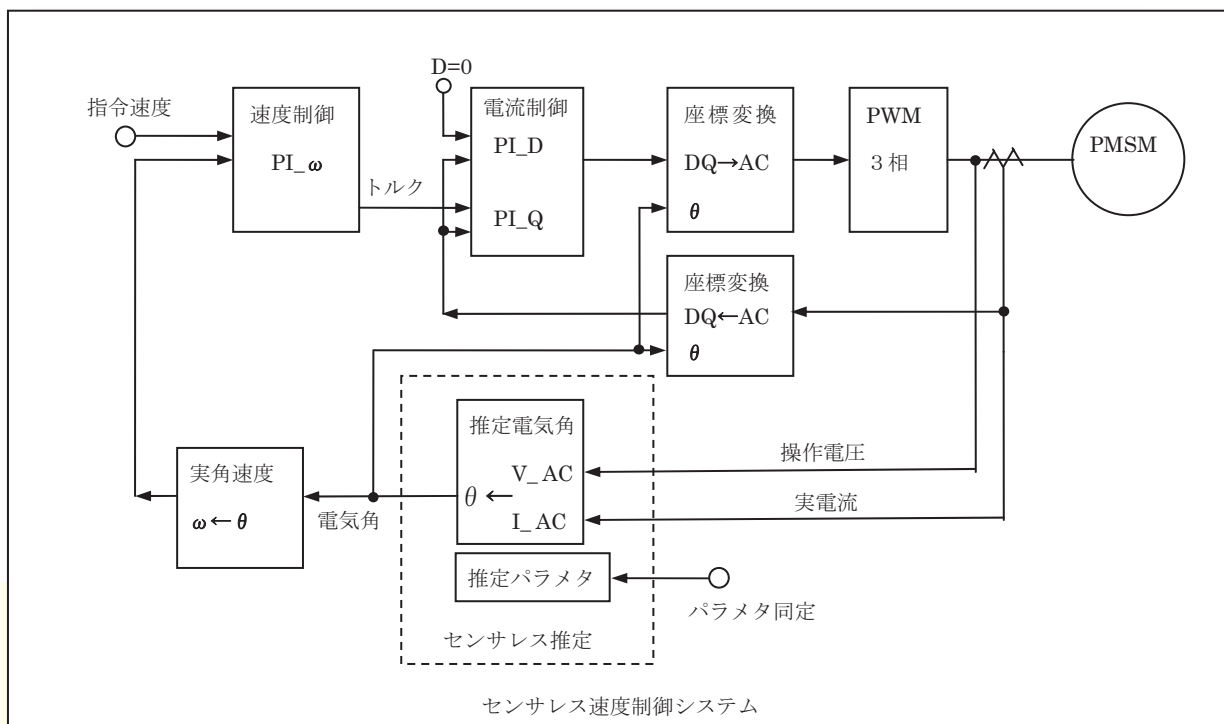 D=0
指令速度
速度制御
PI_ω
トルク
電流制御
PI_D
PI_Q
座標変換
DQ→AC
θ
PWM
3相
PMSM
座標変換
DQ←AC
θ
推定電気角
V_AC
θ ←
I_AC
操作電圧
実電流
実角速度
ω←θ
電気角
推定パラメタ
パラメタ同定
センサレス推定
センサレス速度制御システム